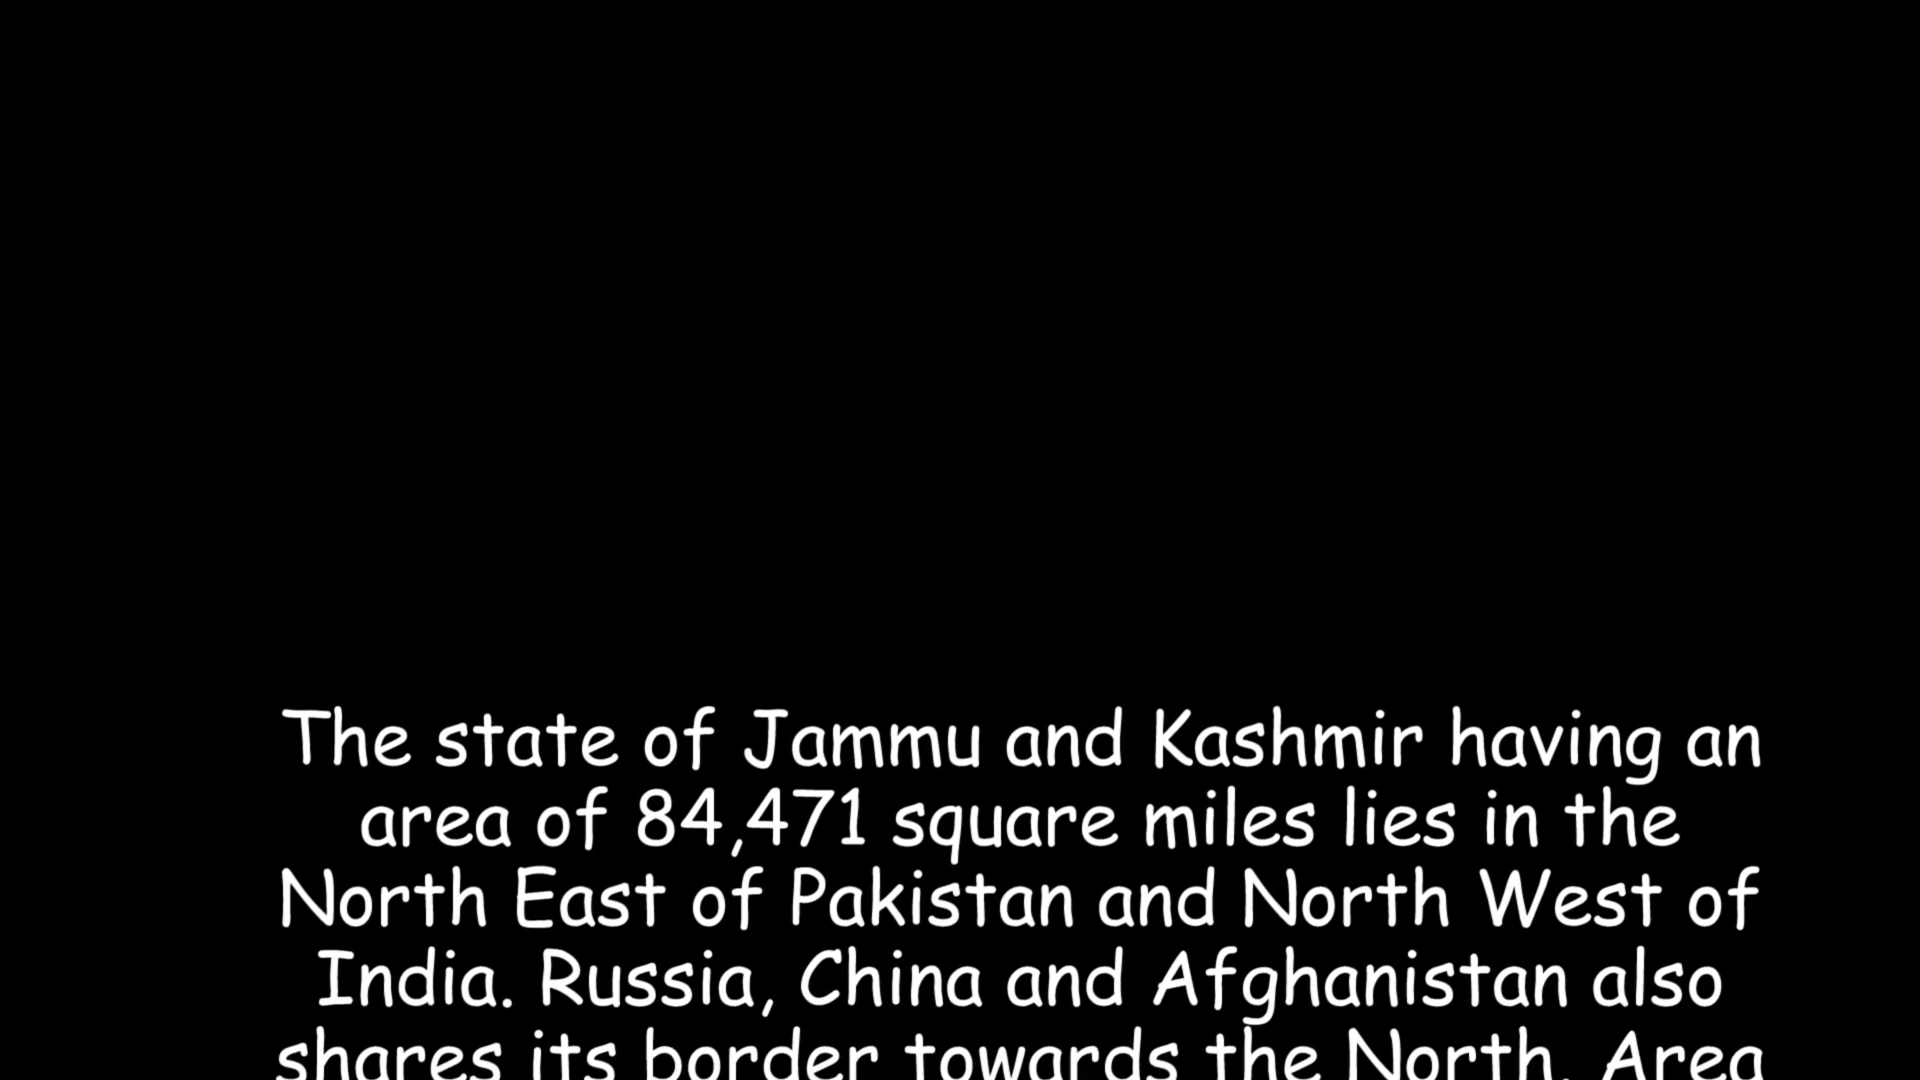 The state of Jammu and Kashmir having an
area of 84,471 square miles lies in the
North East of Pakistan and North West of
India. Russia, China and Afghanistan also
shares its border towards the North. Area